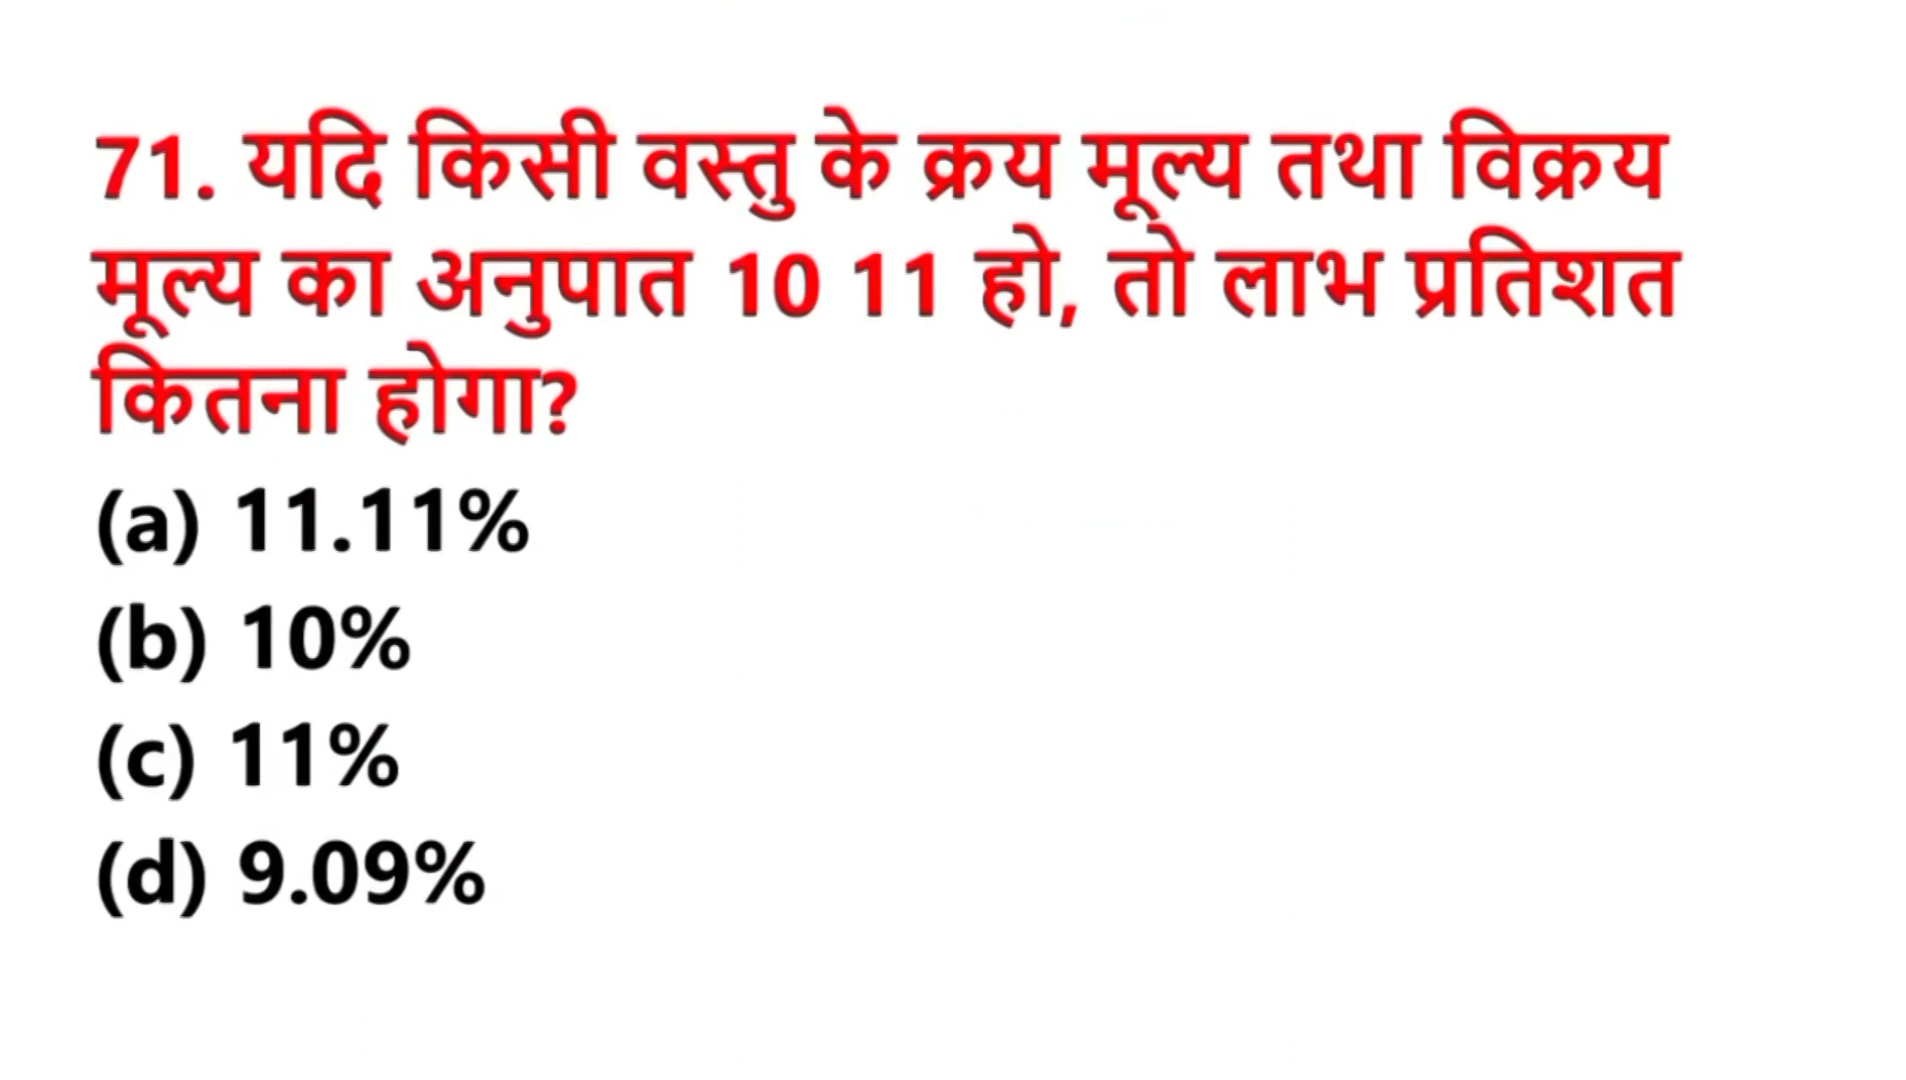 71. यदि किसी वस्तु के क्रय मूल्य तथा विक्रय
मूल्य का अनुपात 10 11 हो, तो लाभ प्रतिशत
कितना होगा?
(a) 11.11%
(b) 10%
(c) 11%
(d) 9.09%